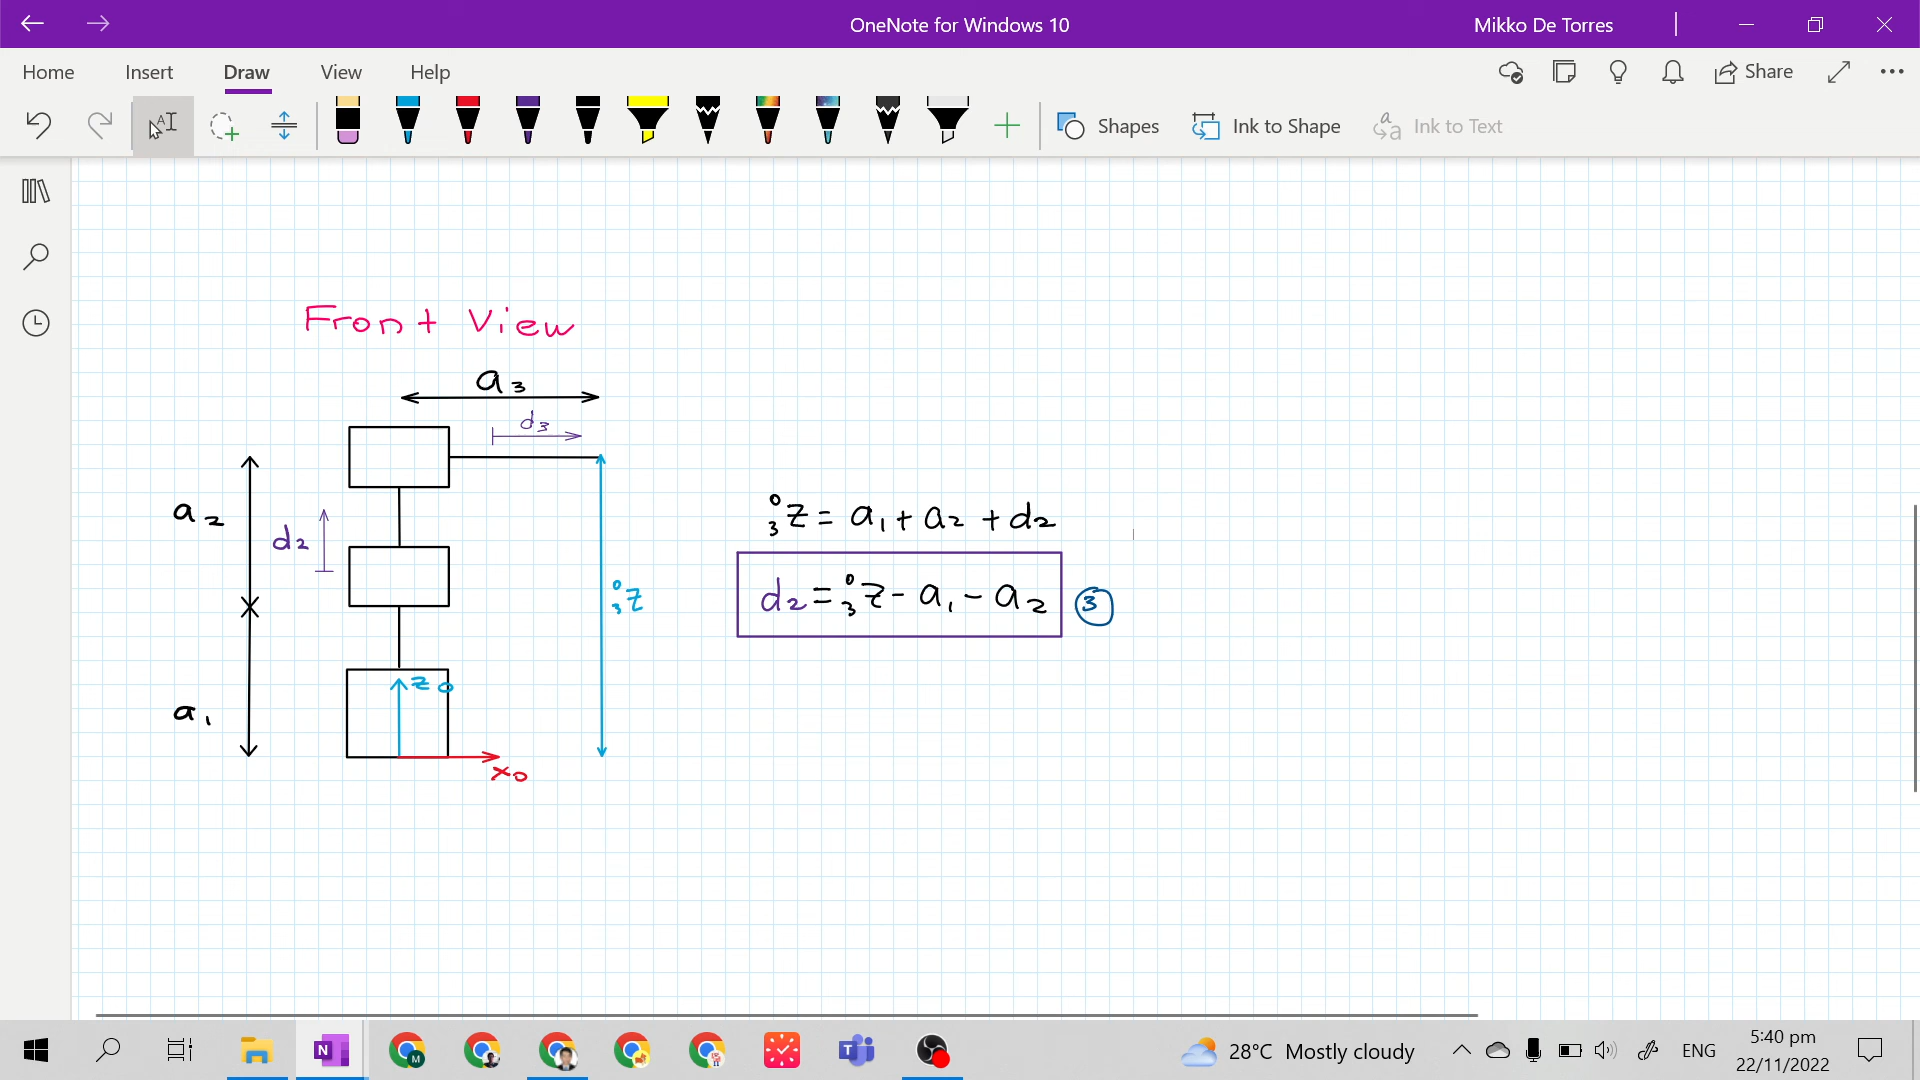 OneNote for Windows 10
Mikko De Torres
Home Insert Draw View Help
Share
Shapes
Ink to Shape
Ink to Text
Front View
a₃
d₃
a₂
d₂
⁰₃Z = a₁ + a₂ + d₂
d₂ = ⁰₃Z - a₁ - a₂ ③
⁰₃Z
z₀
a₁
x₀
28°C Mostly cloudy
ENG
5:40 pm
22/11/2022